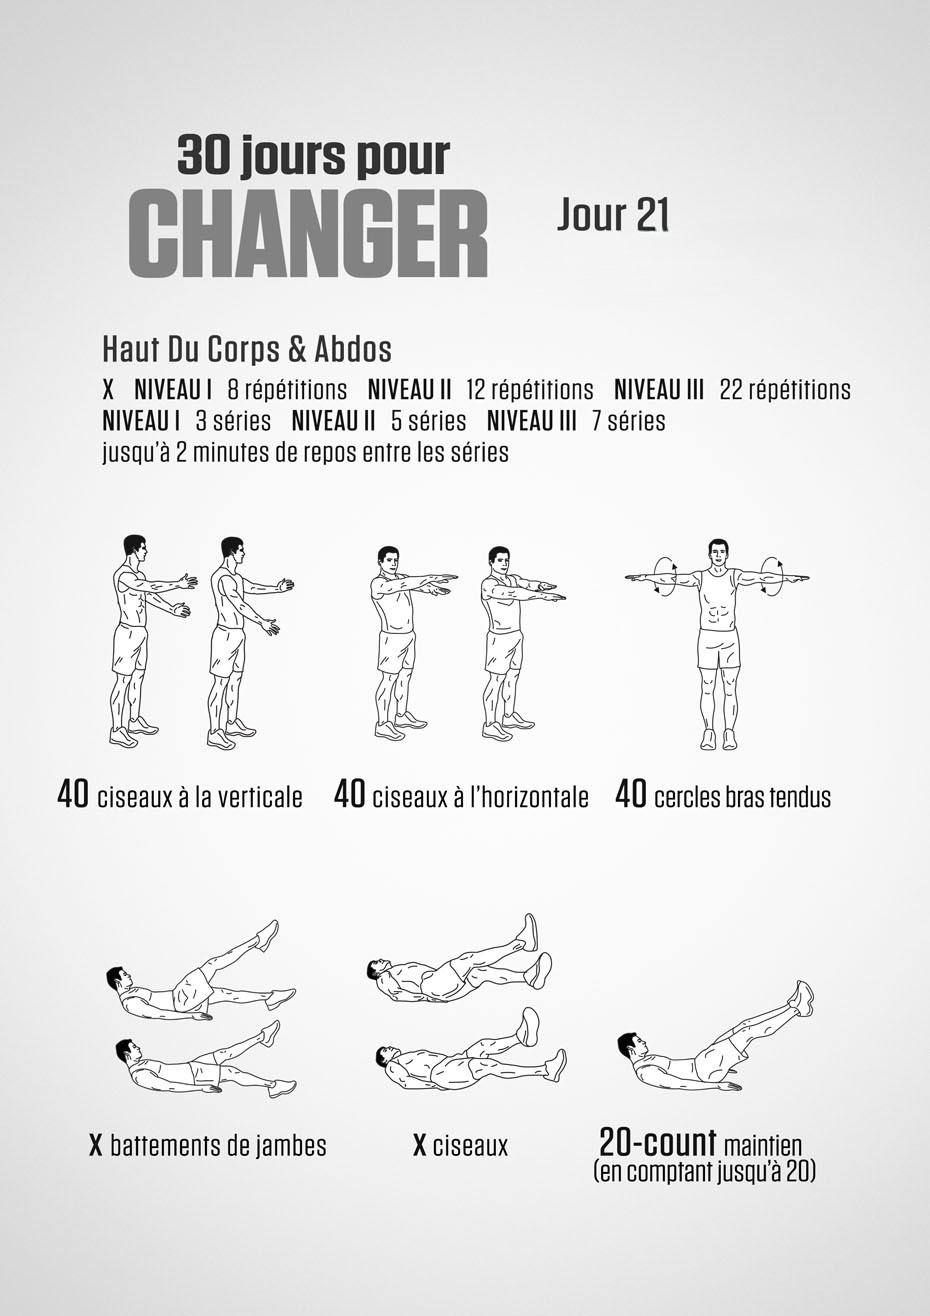 30 jours pour
CHANGER
Jour 21
Haut Du Corps & Abdos
X NIVEAU I 8 répétitions NIVEAU II 12 répétitions NIVEAU III 22 répétitions
NIVEAU I 3 séries NIVEAU II 5 séries NIVEAU III 7 séries
jusqu'à 2 minutes de repos entre les séries
40 ciseaux à la verticale
40 ciseaux à l'horizontale
40 cercles bras tendus
X battements de jambes
X ciseaux
20-count maintien
(en comptant jusqu'à 20)